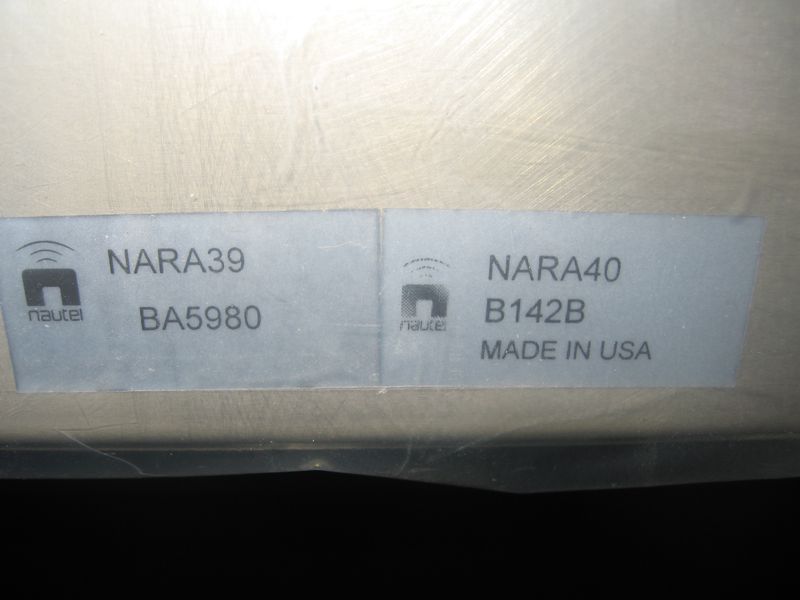 nautel
NARA39
BA5980
nautel
NARA40
B142B
MADE IN USA